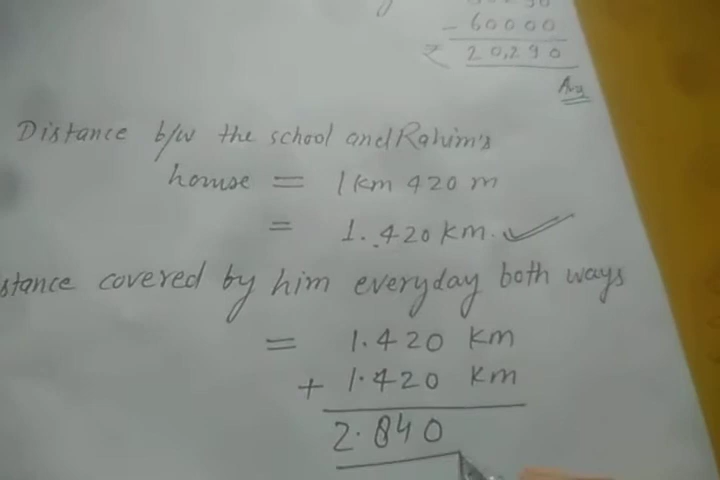 - 60000
₹ 20,290
Ans
Distance b/w the school and Rahim's
house = 1 km 420 m
= 1.420 km. ✓
stance covered by him everyday both ways
= 1.420 km
+ 1.420 km
2.840